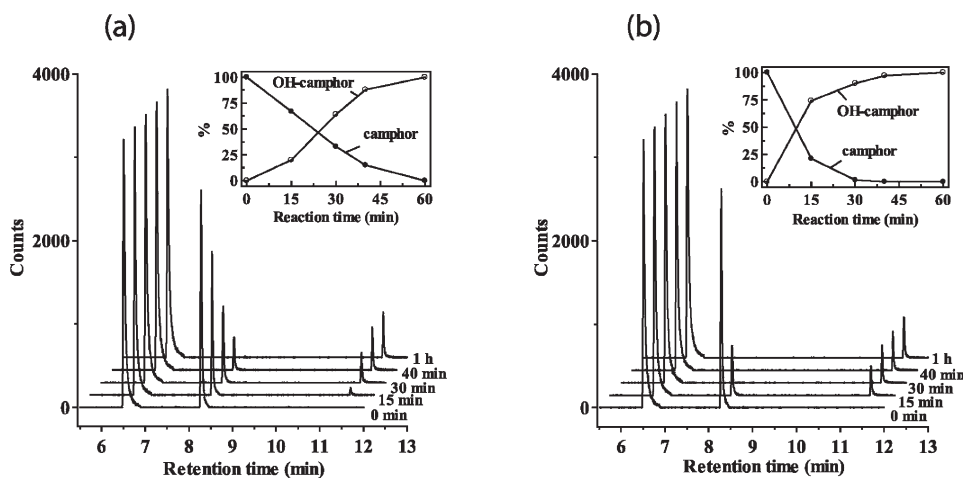 (a)
4000
2000
0
Counts
100
75
50
25
0
%
OH-camphor
camphor
0 15 30 45 60
Reaction time (min)
1 h
40 min
30 min
15 min
0 min
6 7 8 9 10 11 12 13
Retention time (min)
(b)
4000
2000
0
Counts
100
75
50
25
0
%
OH-camphor
camphor
0 15 30 45 60
Reaction time (min)
1 h
40 min
30 min
15 min
0 min
6 7 8 9 10 11 12 13
Retention time (min)